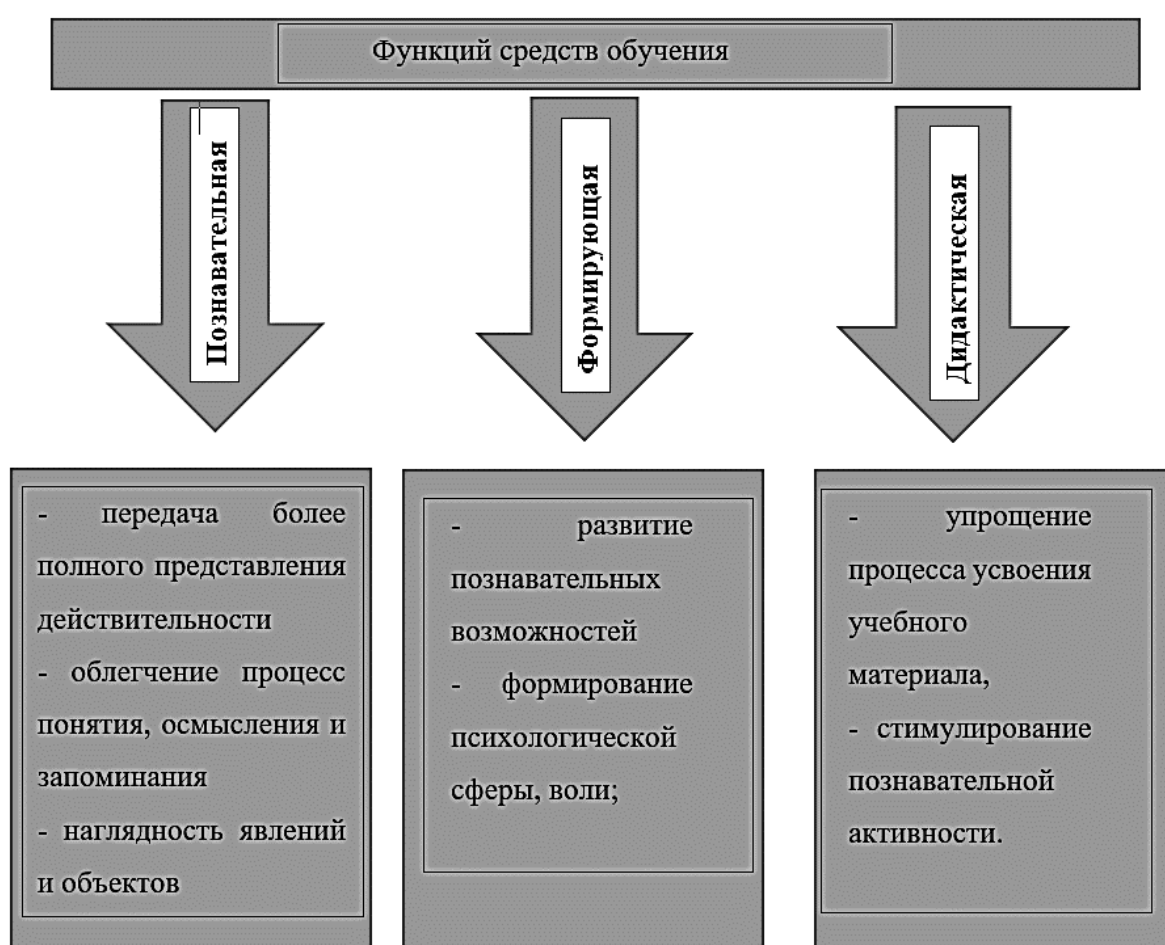 Функций средств обучения
Познавательная
Формирующая
Дидактическая
- передача более
полного представления
действительности
- облегчение процесс
понятия, осмысления и
запоминания
- наглядность явлений
и объектов
- развитие
познавательных
возможностей
- формирование
психологической
сферы, воли;
- упрощение
процесса усвоения
учебного
материала,
- стимулирование
познавательной
активности.